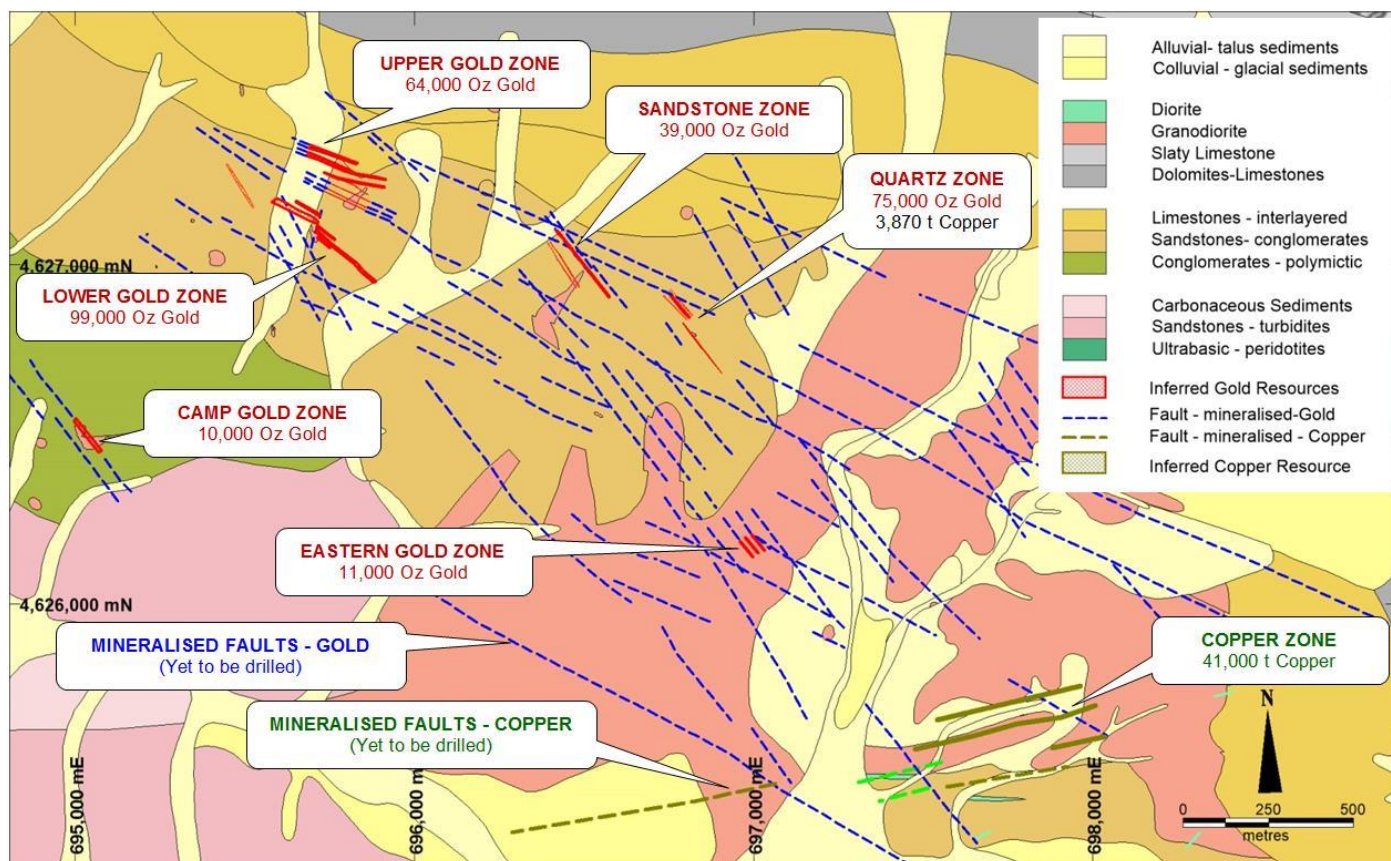 UPPER GOLD ZONE
64,000 Oz Gold
SANDSTONE ZONE
39,000 Oz Gold
QUARTZ ZONE
75,000 Oz Gold
3,870 t Copper
4,627,000 mN
LOWER GOLD ZONE
99,000 Oz Gold
CAMP GOLD ZONE
10,000 Oz Gold
EASTERN GOLD ZONE
11,000 Oz Gold
4,626,000 mN
MINERALISED FAULTS - GOLD
(Yet to be drilled)
COPPER ZONE
41,000 t Copper
MINERALISED FAULTS - COPPER
(Yet to be drilled)
695,000 mE
696,000 mE
697,000 mE
698,000 mE
Alluvial- talus sediments
Colluvial - glacial sediments
Diorite
Granodiorite
Slaty Limestone
Dolomites-Limestones
Limestones - interlayered
Sandstones- conglomerates
Conglomerates - polymictic
Carbonaceous Sediments
Sandstones - turbidites
Ultrabasic - peridotites
Inferred Gold Resources
Fault - mineralised-Gold
Fault - mineralised - Copper
Inferred Copper Resource
N
0 250 500
metres